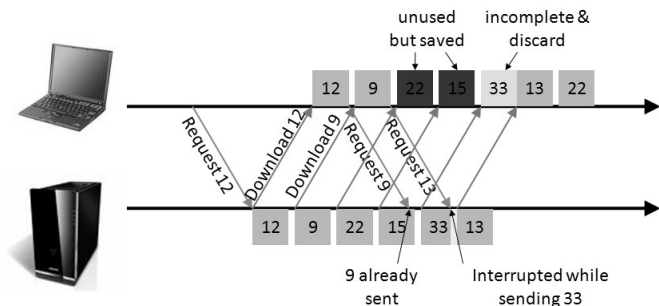 unused
but saved
incomplete &
discard
12 9 22 15 33 13 22
Request 12
Download 12
Download 9
Request 9
Request 13
12 9 22 15 33 13
9 already
sent
Interrupted while
sending 33